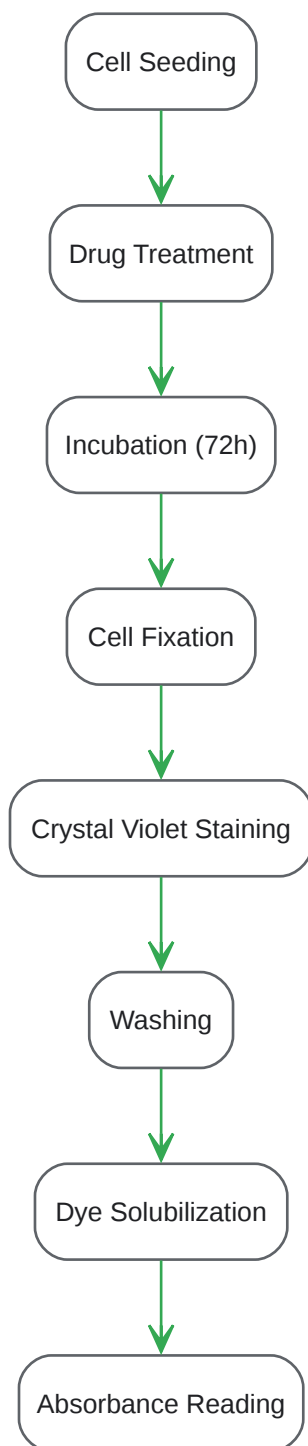 Cell Seeding
Drug Treatment
Incubation (72h)
Cell Fixation
Crystal Violet Staining
Washing
Dye Solubilization
Absorbance Reading